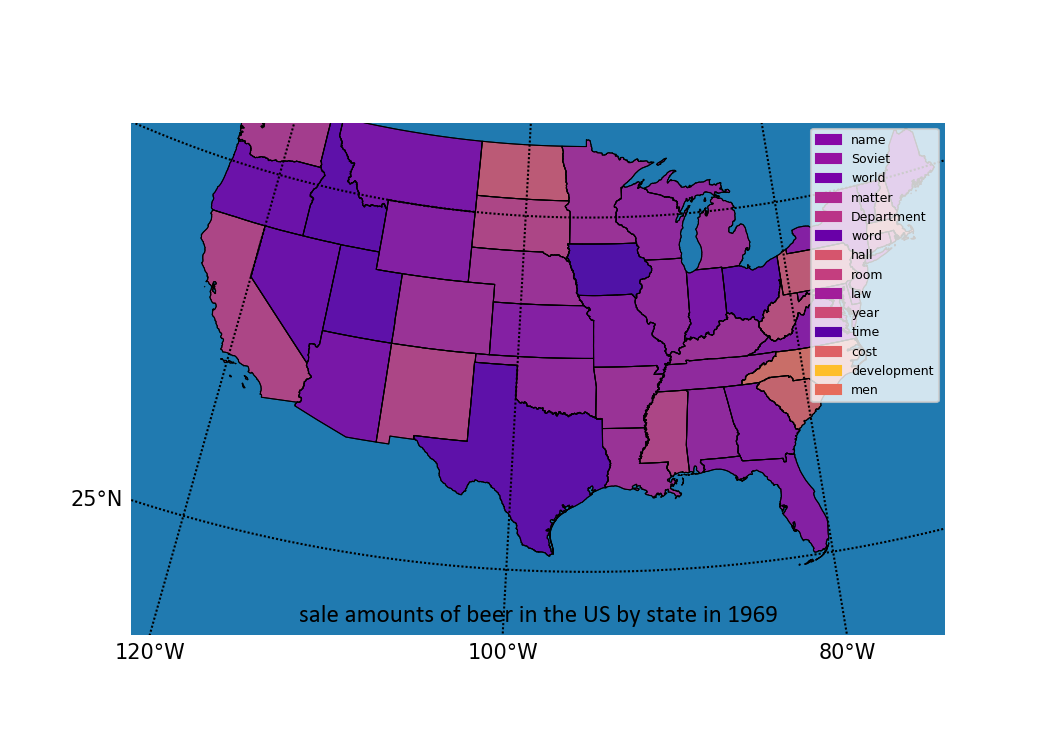 name
Soviet
world
matter
Department
word
hall
room
law
year
time
cost
development
men
25°N
sale amounts of beer in the US by state in 1969
120°W
100°W
80°W